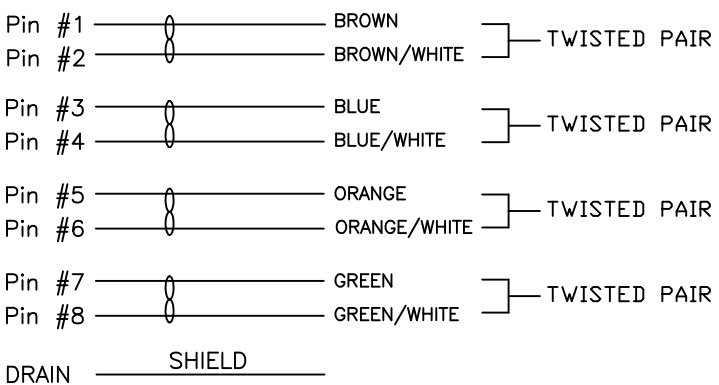 Pin #1 BROWN
TWISTED PAIR
Pin #2 BROWN/WHITE
Pin #3 BLUE
TWISTED PAIR
Pin #4 BLUE/WHITE
Pin #5 ORANGE
TWISTED PAIR
Pin #6 ORANGE/WHITE
Pin #7 GREEN
TWISTED PAIR
Pin #8 GREEN/WHITE
SHIELD
DRAIN